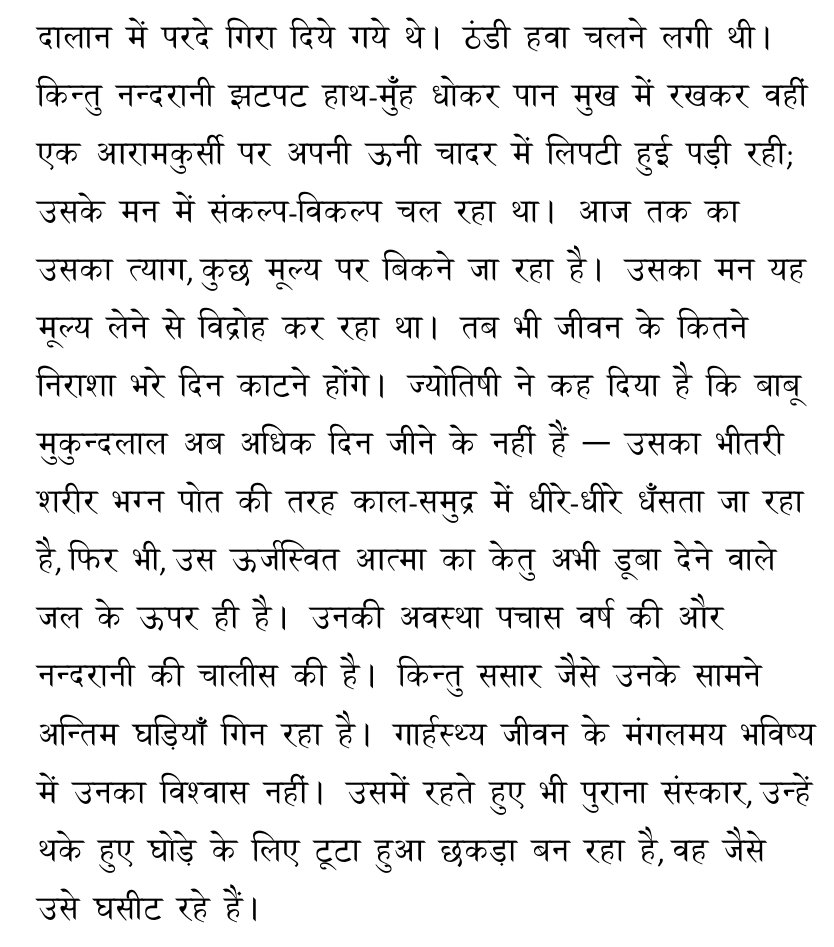 दालान में परदे गिरा दिये गये थे। ठंडी हवा चलने लगी थी।
किन्तु नन्दरानी झटपट हाथ-मुँह धोकर पान मुख में रखकर वहीं
एक आरामकुर्सी पर अपनी ऊनी चादर में लिपटी हुई पड़ी रही;
उसके मन में संकल्प-विकल्प चल रहा था। आज तक का
उसका त्याग, कुछ मूल्य पर बिकने जा रहा है। उसका मन यह
मूल्य लेने से विद्रोह कर रहा था। तब भी जीवन के कितने
निराशा भरे दिन काटने होंगे। ज्योतिषी ने कह दिया है कि बाबू
मुकुन्दलाल अब अधिक दिन जीने के नहीं हैं — उसका भीतरी
शरीर भग्न पोत की तरह काल-समुद्र में धीरे-धीरे धँसता जा रहा
है, फिर भी, उस ऊर्जस्वित आत्मा का केतु अभी डूबा देने वाले
जल के ऊपर ही है। उनकी अवस्था पचास वर्ष की और
नन्दरानी की चालीस की है। किन्तु ससार जैसे उनके सामने
अन्तिम घड़ियाँ गिन रहा है। गार्हस्थ्य जीवन के मंगलमय भविष्य
में उनका विश्वास नहीं। उसमें रहते हुए भी पुराना संस्कार, उन्हें
थके हुए घोड़े के लिए टूटा हुआ छकड़ा बन रहा है, वह जैसे
उसे घसीट रहे हैं।